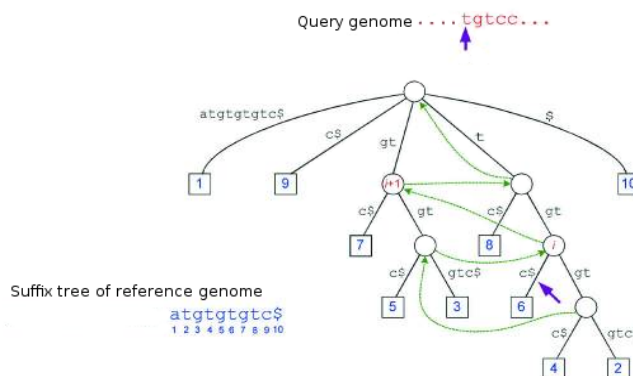 Query genome ....tgtcc...
atgtgtgtc$
c$
gt
t
$
1
9
i+1
10
c$
gt
c$
gt
7
8
i
c$
gtc$
c$
gt
5
3
6
Suffix tree of reference genome
atgtgtgtc$
1 2 3 4 5 6 7 8 9 10
c$
gtc
4
2